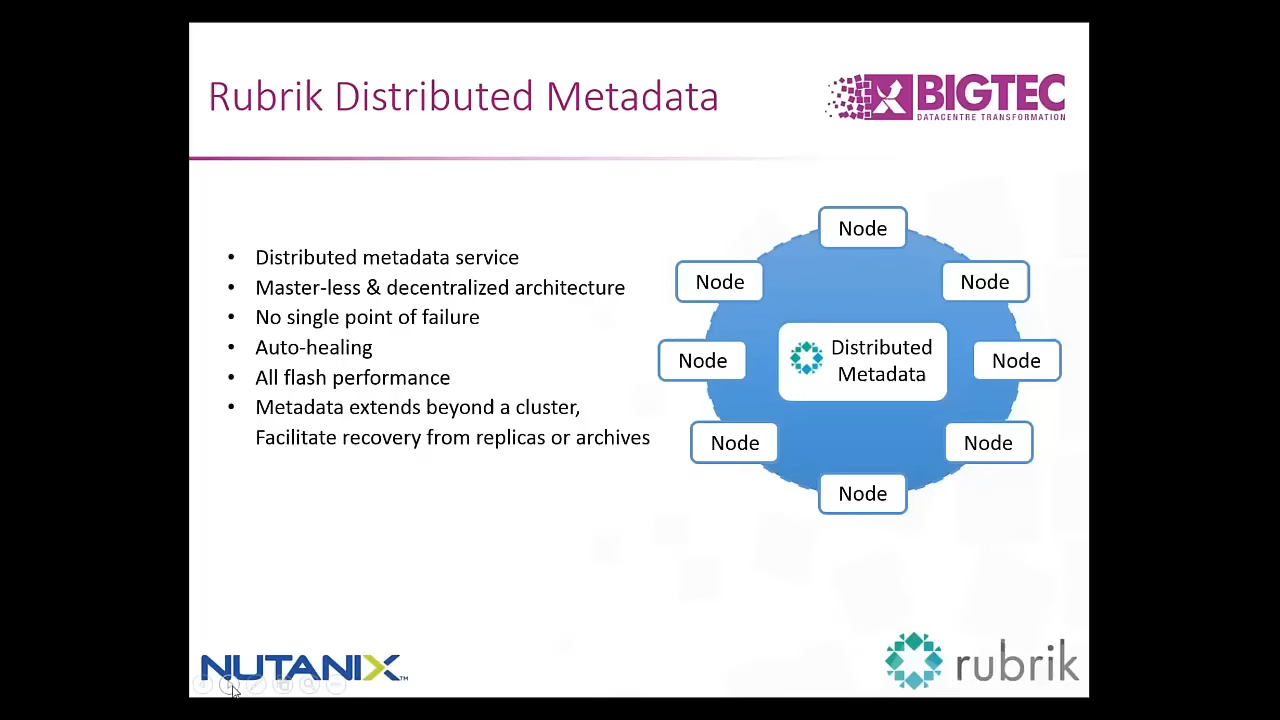 Rubrik Distributed Metadata
BIGTEC
DATACENTRE TRANSFORMATION
• Distributed metadata service
• Master-less & decentralized architecture
• No single point of failure
• Auto-healing
• All flash performance
• Metadata extends beyond a cluster,
Facilitate recovery from replicas or archives
Node
Node
Node
Node
Distributed
Metadata
Node
Node
Node
Node
NUTANIX™
rubrik